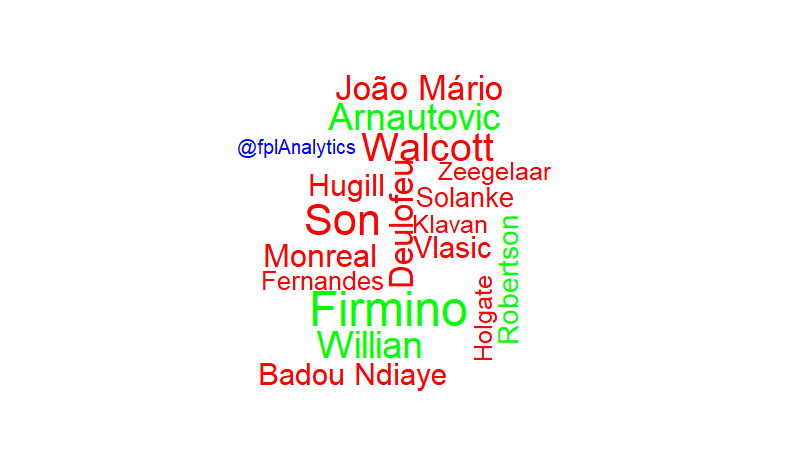 João Mário
Arnautovic
@fplAnalytics
Walcott
Zeegelaar
Hugill
Deulofeu
Solanke
Son
Klavan
Vlasic
Robertson
Monreal
Fernandes
Holgate
Firmino
Willian
Badou Ndiaye